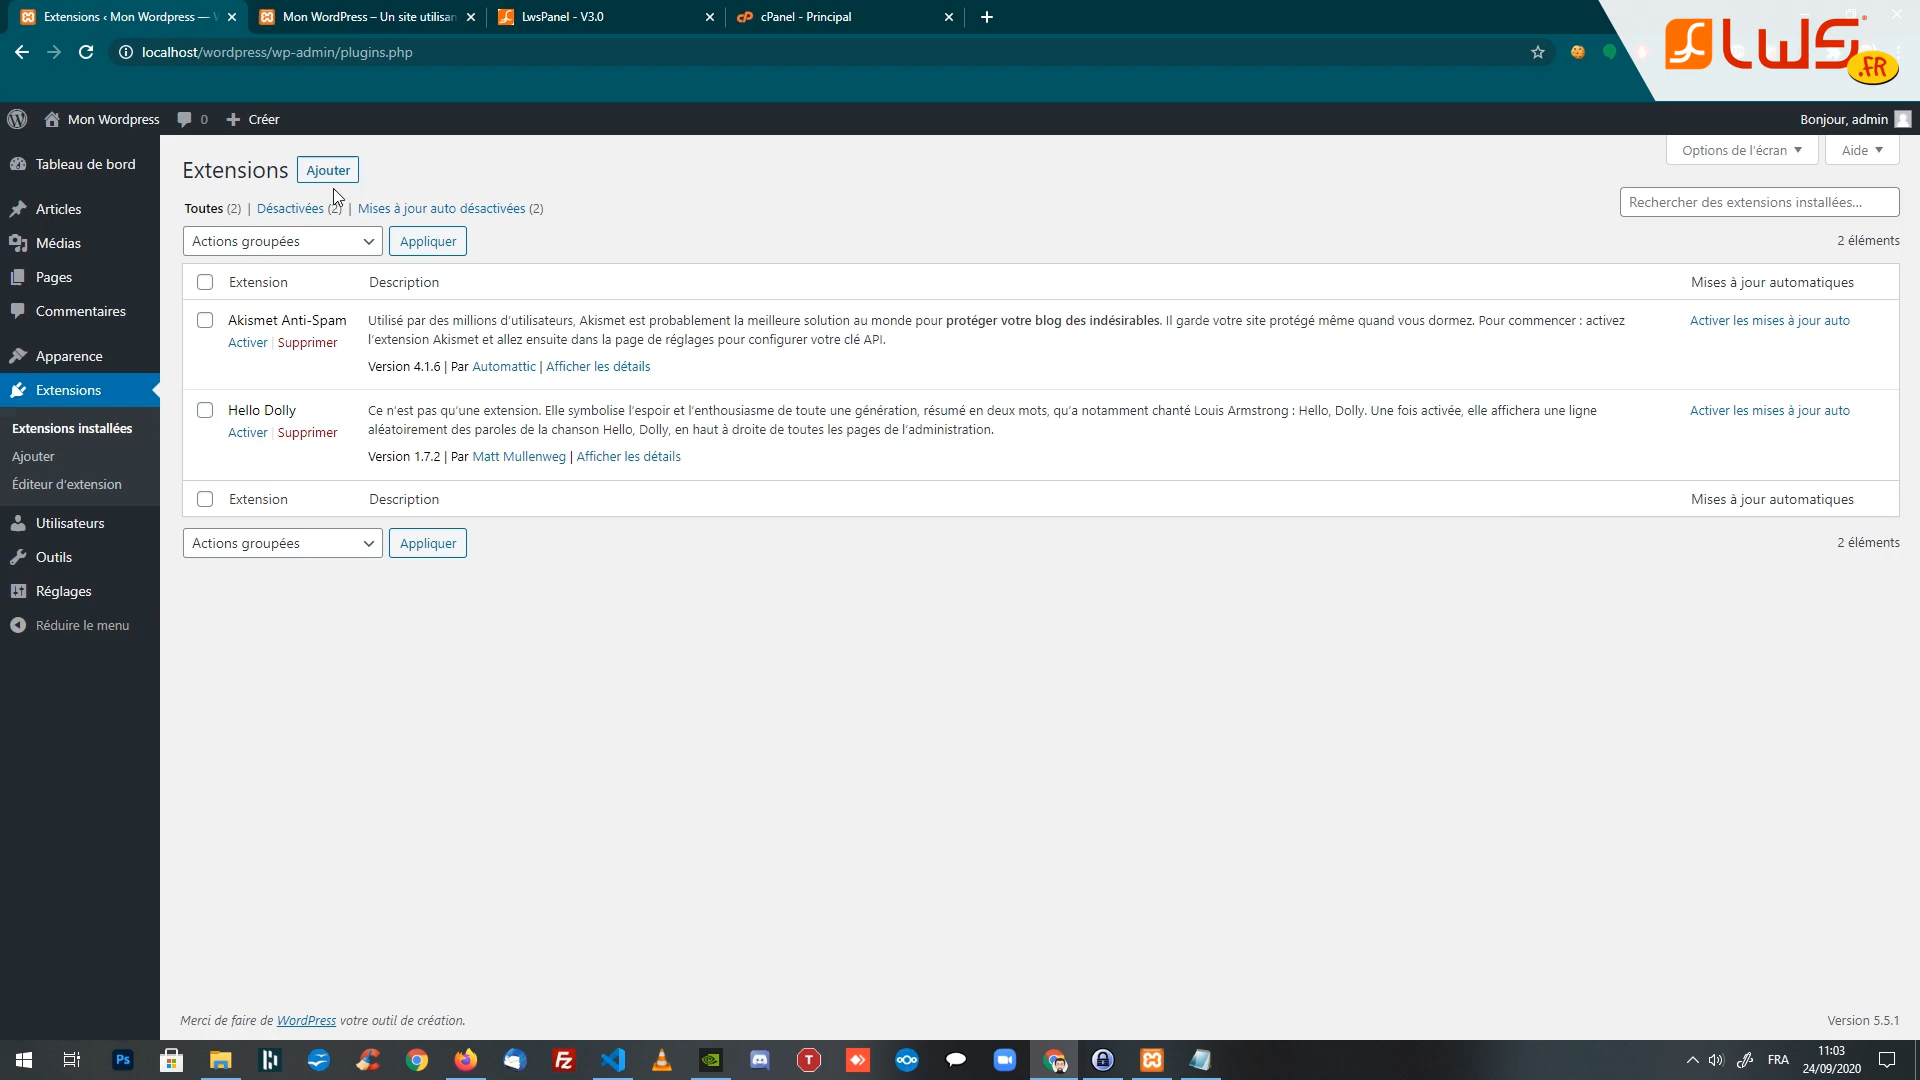 Extensions ‹ Mon Wordpress —
Mon WordPress – Un site utilisan
LwsPanel - V3.0
cPanel - Principal
localhost/wordpress/wp-admin/plugins.php
LWS
.FR
Mon Wordpress
0
Créer
Bonjour, admin
Tableau de bord
Articles
Médias
Pages
Commentaires
Apparence
Extensions
Extensions installées
Ajouter
Éditeur d'extension
Utilisateurs
Outils
Réglages
Réduire le menu
Options de l'écran
Aide
Extensions Ajouter
Toutes (2) | Désactivées (2) | Mises à jour auto désactivées (2)
Rechercher des extensions installées...
Actions groupées Appliquer
2 éléments
Extension Description Mises à jour automatiques
Akismet Anti-Spam
Activer | Supprimer
Utilisé par des millions d'utilisateurs, Akismet est probablement la meilleure solution au monde pour protéger votre blog des indésirables. Il garde votre site protégé même quand vous dormez. Pour commencer : activez
l'extension Akismet et allez ensuite dans la page de réglages pour configurer votre clé API.
Version 4.1.6 | Par Automattic | Afficher les détails
Activer les mises à jour auto
Hello Dolly
Activer | Supprimer
Ce n'est pas qu'une extension. Elle symbolise l'espoir et l'enthousiasme de toute une génération, résumé en deux mots, qu'a notamment chanté Louis Armstrong : Hello, Dolly. Une fois activée, elle affichera une ligne
aléatoirement des paroles de la chanson Hello, Dolly, en haut à droite de toutes les pages de l'administration.
Version 1.7.2 | Par Matt Mullenweg | Afficher les détails
Activer les mises à jour auto
Extension Description Mises à jour automatiques
Actions groupées Appliquer
2 éléments
Merci de faire de WordPress votre outil de création.
Version 5.5.1
Ps
Fz
T
FRA
11:03
24/09/2020